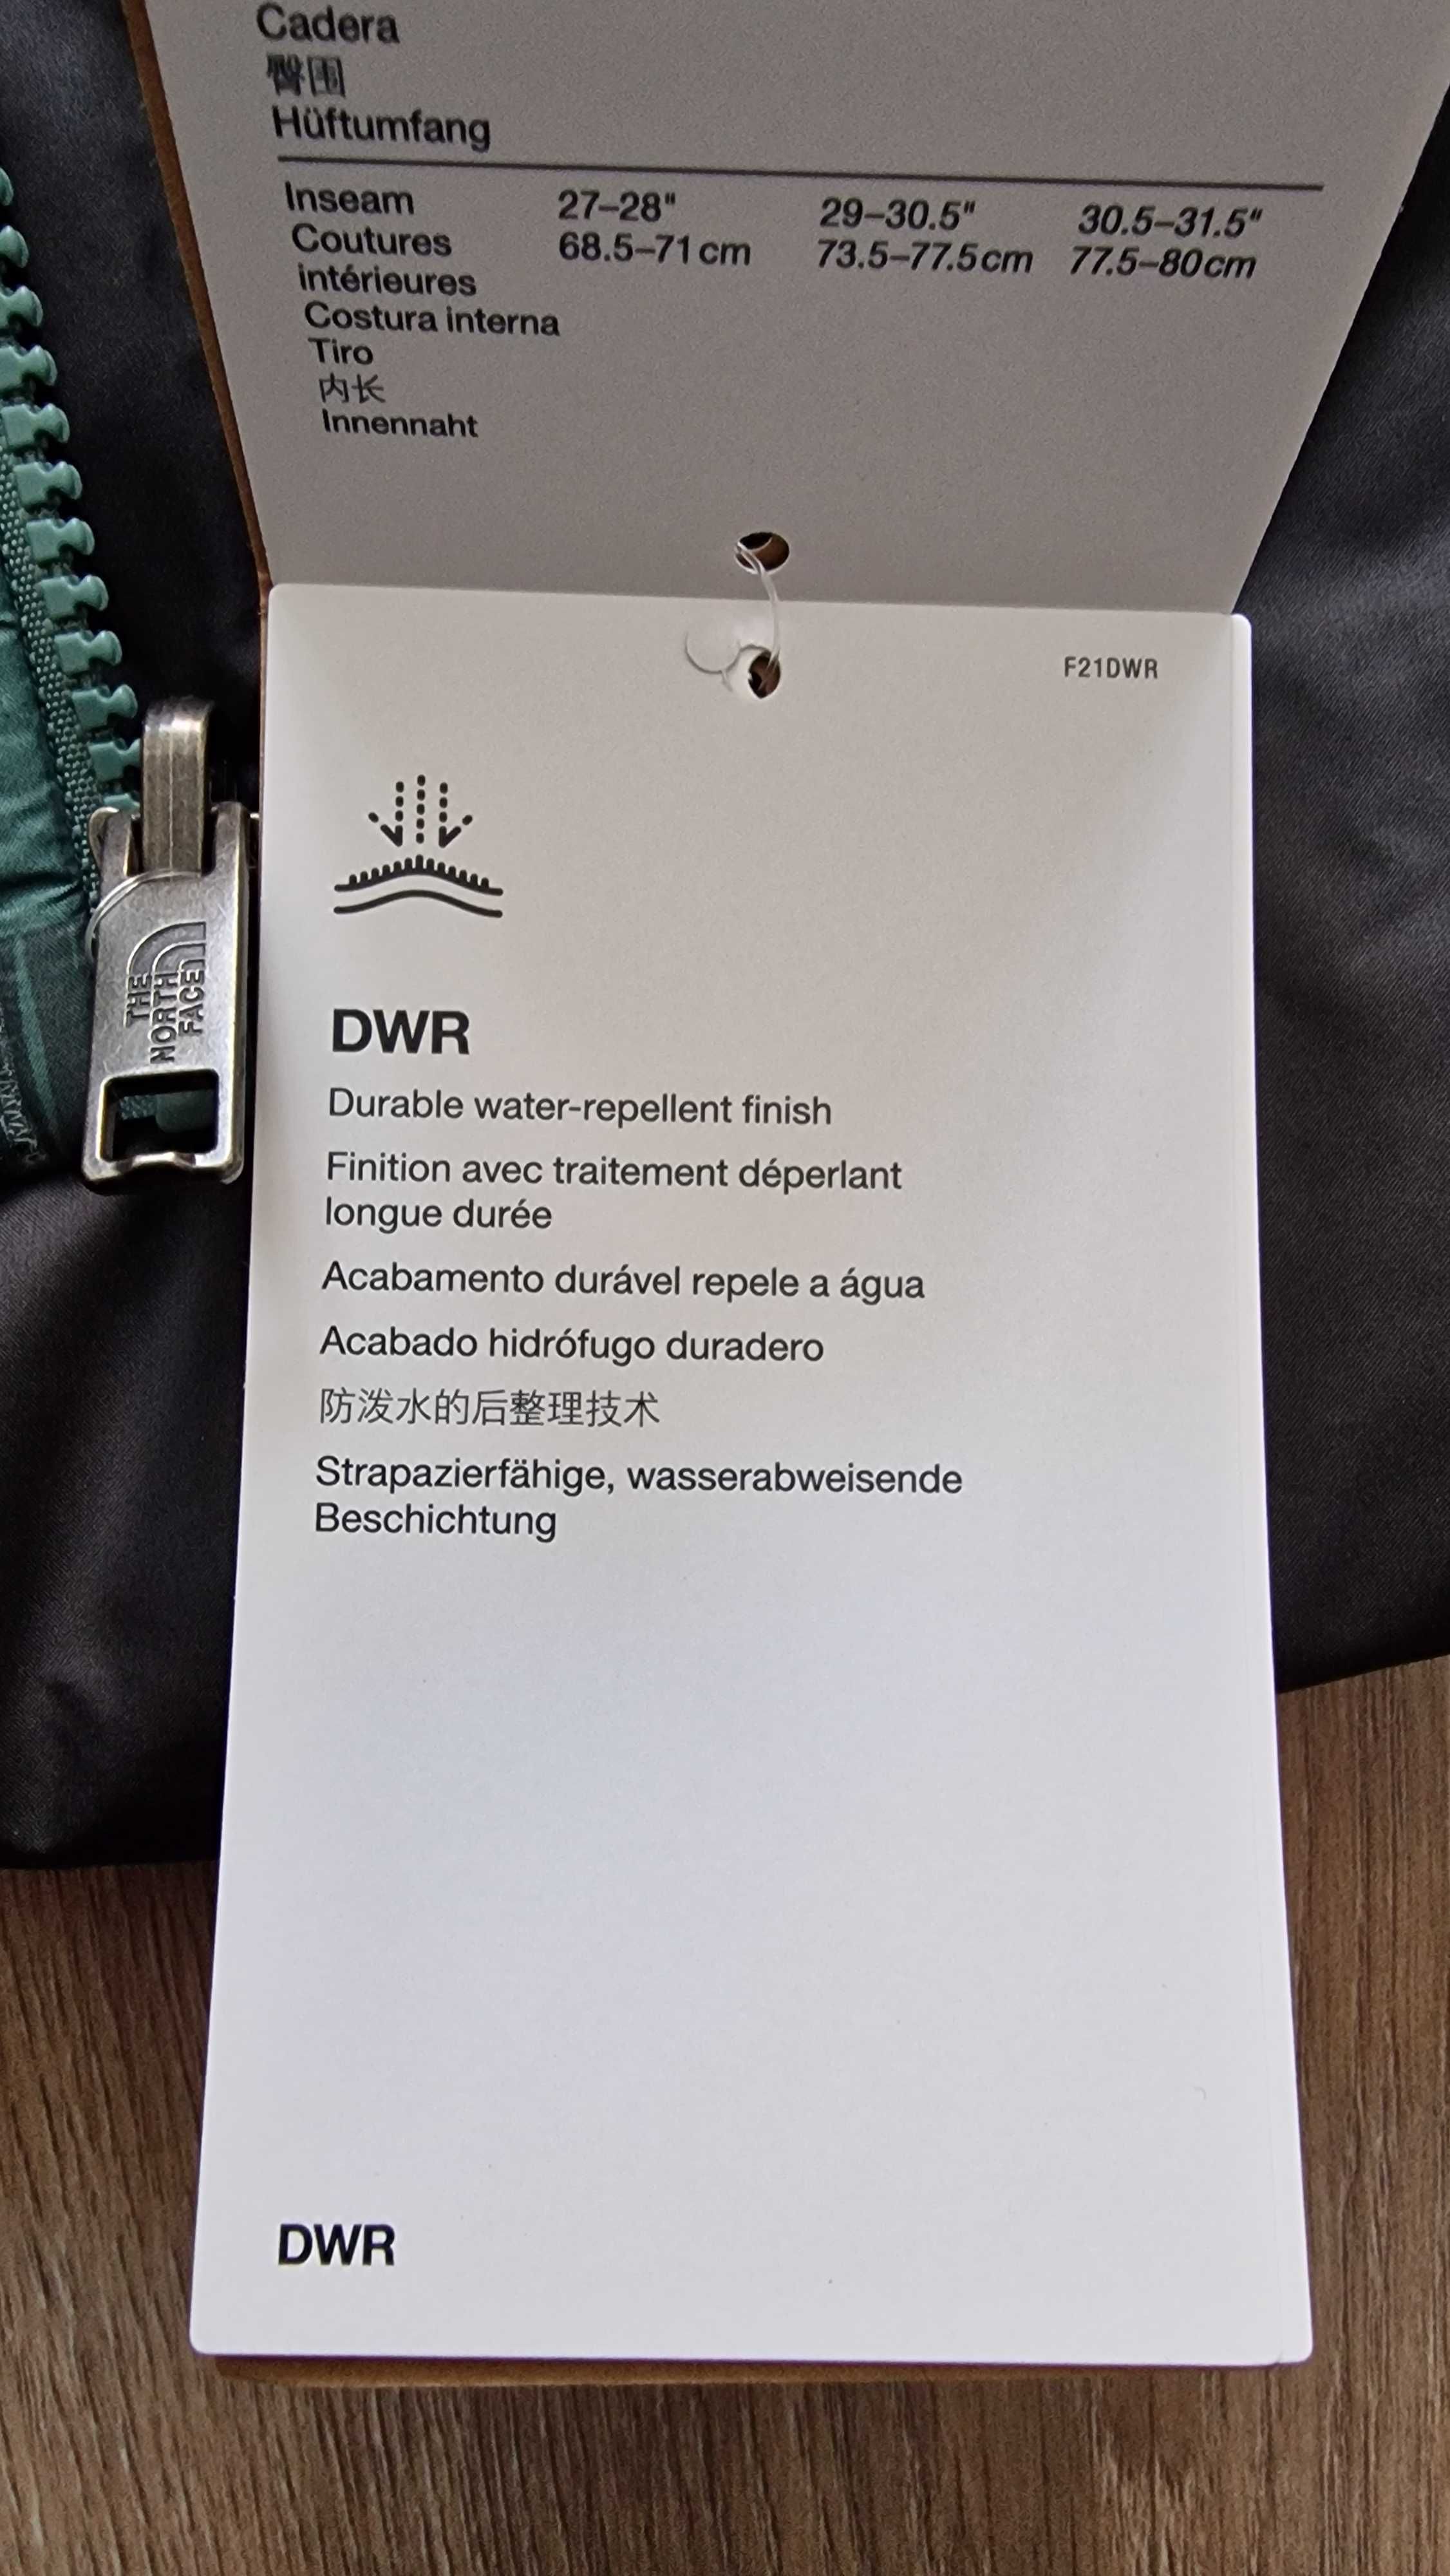 Cadera
臀围
Hüftumfang
Inseam 27–28" 29–30.5" 30.5–31.5"
Coutures 68.5–71cm 73.5–77.5cm 77.5–80cm
intérieures
Costura interna
Tiro
内长
Innennaht
F21DWR
THE
NORTH
FACE
DWR
Durable water-repellent finish
Finition avec traitement déperlant
longue durée
Acabamento durável repele a água
Acabado hidrófugo duradero
防泼水的后整理技术
Strapazierfähige, wasserabweisende
Beschichtung
DWR